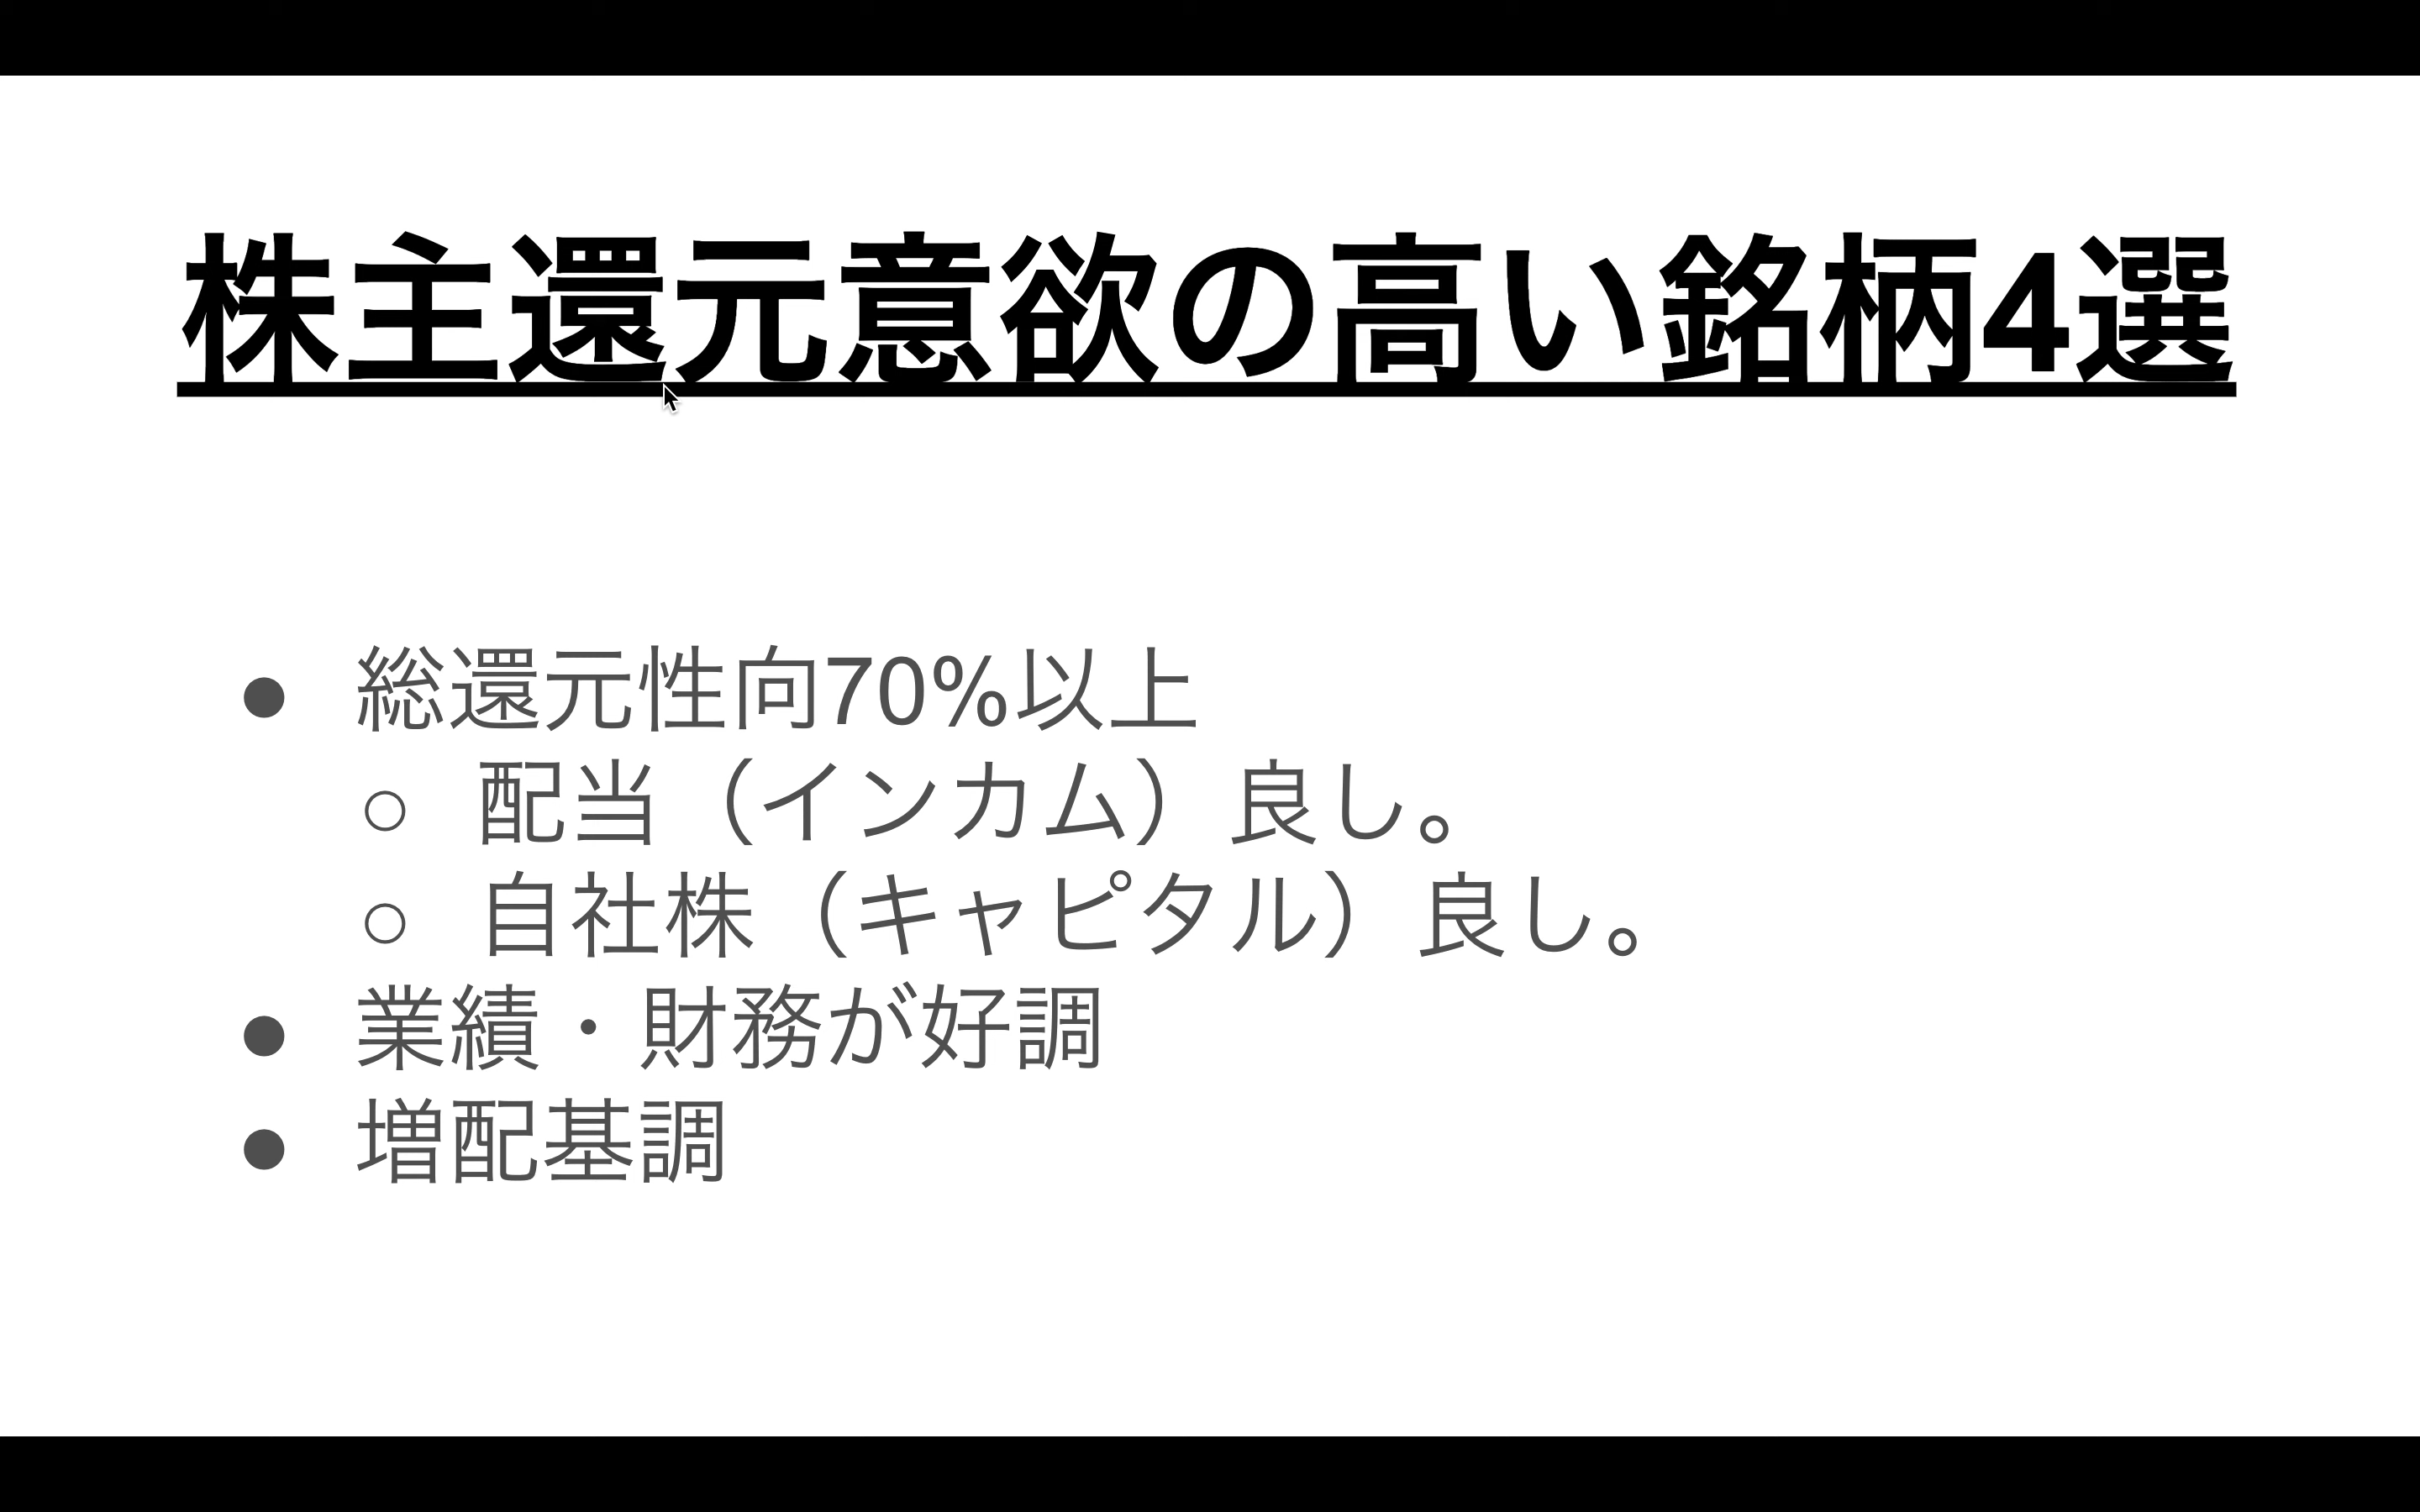 株主還元意欲の高い銘柄4選
● 総還元性向70%以上
○ 配当（インカム）良し。
○ 自社株（キャピタル）良し。
● 業績・財務が好調
● 増配基調